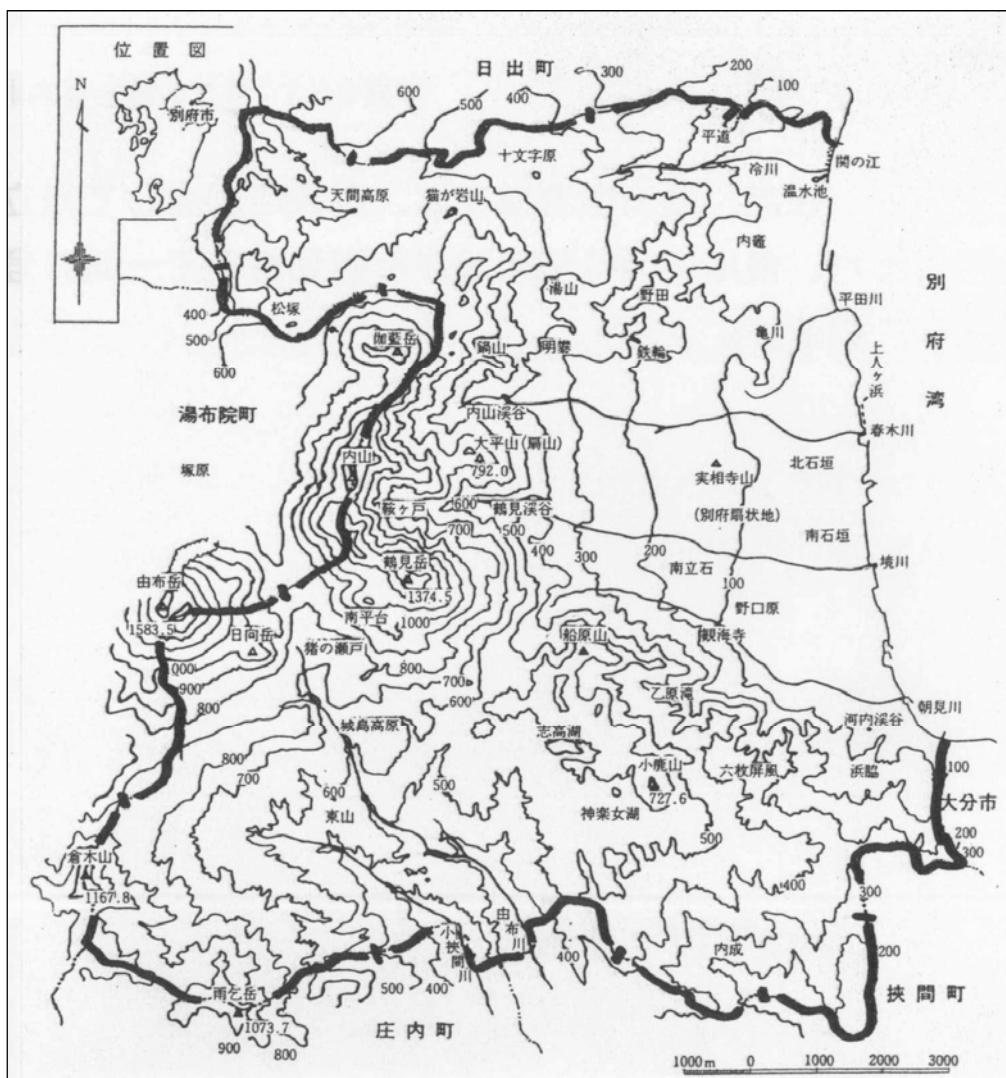 位置図
N
別府市
日出町
600
500
400
300
200
100
平道
関の江
十文字原
冷川
温水池
天間高原
猫が岩山
内竈
別府湾
湯山
野田
平田川
松塚
400
500
600
伽藍岳
鍋山
明礬
鉄輪
亀川
上人ヶ浜
湯布院町
内山渓谷
春木川
大平山(扇山)
792.0
塚原
内山
実相寺山
北石垣
鞍ヶ戸
600
鶴見渓谷
700
500
(別府扇状地)
南石垣
400
300
200
鶴見岳
1374.5
南立石
100
境川
由布岳
1583.5
南平台
1000
野口原
日向岳
猪の瀬戸
船原山
観海寺
800
700
600
1000
900
800
乙原滝
城島高原
志高湖
河内渓谷
朝見川
800
700
小鹿山
727.6
六枚屏風
浜脇
100
大分市
600
500
東山
神楽女湖
200
300
500
倉木山
1167.8
400
300
由布川
小挾間川
400
内成
200
500
400
挾間町
雨乞岳
1073.7
庄内町
900
800
1000m
0
1000
2000
3000